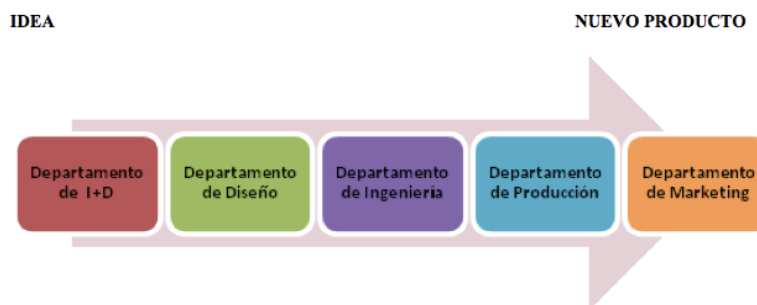 IDEA
NUEVO PRODUCTO
Departamento
de I+D
Departamento
de Diseño
Departamento
de Ingeniería
Departamento
de Producción
Departamento
de Marketing